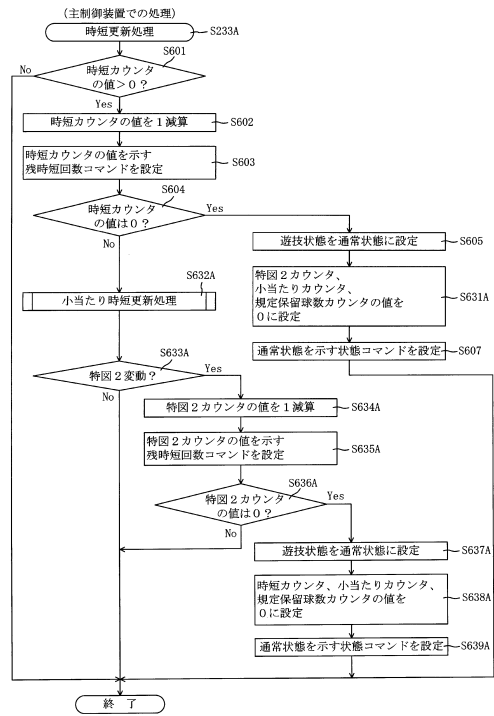 (主制御装置での処理)
時短更新処理
S233A
S601
時短カウンタ
の値>0?
No
Yes
時短カウンタの値を1減算
S602
時短カウンタの値を示す
残時短回数コマンドを設定
S603
S604
時短カウンタ
の値は0?
Yes
No
遊技状態を通常状態に設定
S605
特図2カウンタ、
小当たりカウンタ、
規定保留球数カウンタの値を
0に設定
S631A
通常状態を示す状態コマンドを設定
S607
S632A
小当たり時短更新処理
S633A
特図2変動?
Yes
No
特図2カウンタの値を1減算
S634A
特図2カウンタの値を示す
残時短回数コマンドを設定
S635A
S636A
特図2カウンタ
の値は0?
Yes
No
遊技状態を通常状態に設定
S637A
時短カウンタ、小当たりカウンタ、
規定保留球数カウンタの値を
0に設定
S638A
通常状態を示す状態コマンドを設定
S639A
終 了